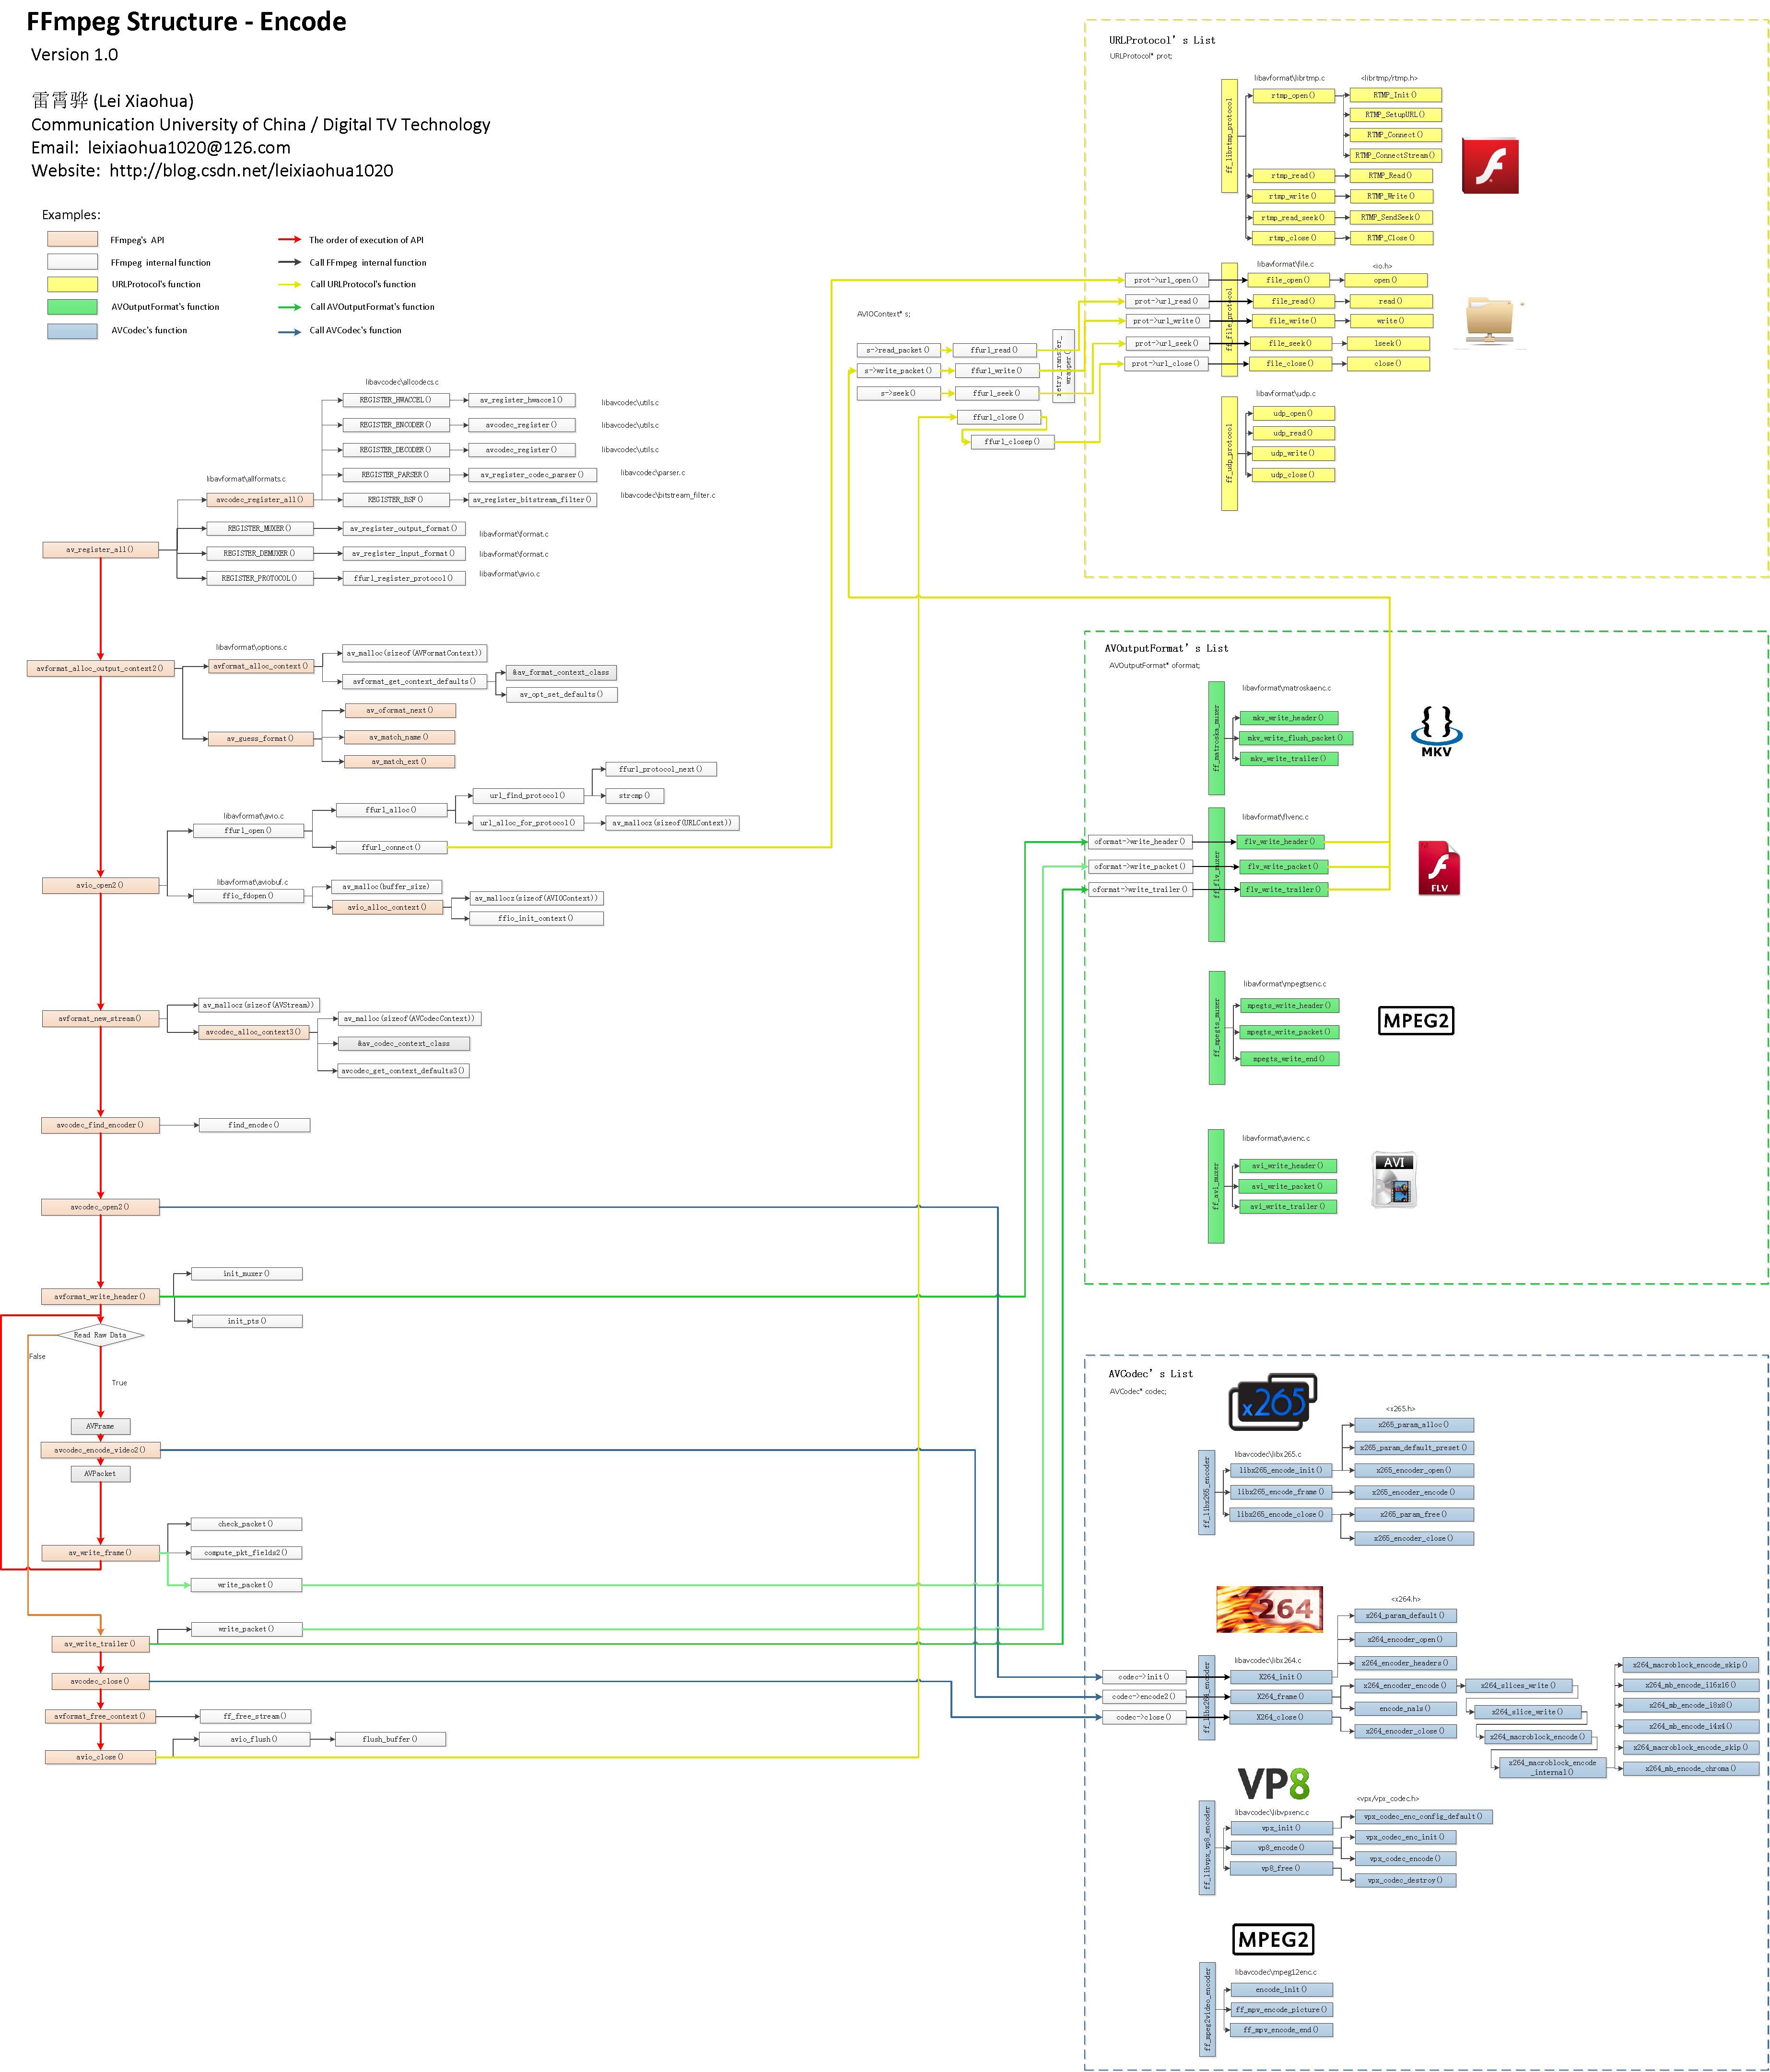 FFmpeg Structure - Encode
Version 1.0
雷霄骅 (Lei Xiaohua)
Communication University of China / Digital TV Technology
Email: leixiaohua1020@126.com
Website: http://blog.csdn.net/leixiaohua1020
Examples:
FFmpeg's API
The order of execution of API
FFmpeg internal function
Call FFmpeg internal function
URLProtocol's function
Call URLProtocol's function
AVOutputFormat's function
Call AVOutputFormat's function
AVCodec's function
Call AVCodec's function
libavcodec\allcodecs.c
REGISTER_HWACCEL()
av_register_hwaccel()
libavcodec\utils.c
REGISTER_ENCODER()
avcodec_register()
libavcodec\utils.c
REGISTER_DECODER()
avcodec_register()
libavcodec\utils.c
REGISTER_PARSER()
av_register_codec_parser()
libavcodec\parser.c
libavformat\allformats.c
avcodec_register_all()
REGISTER_BSF()
av_register_bitstream_filter()
libavcodec\bitstream_filter.c
REGISTER_MUXER()
av_register_output_format()
libavformat\format.c
av_register_all()
REGISTER_DEMUXER()
av_register_input_format()
libavformat\format.c
REGISTER_PROTOCOL()
ffurl_register_protocol()
libavformat\avio.c
libavformat\options.c
avformat_alloc_output_context2()
avformat_alloc_context()
av_malloc(sizeof(AVFormatContext))
avformat_get_context_defaults()
&av_format_context_class
av_opt_set_defaults()
av_guess_format()
av_oformat_next()
av_match_name()
av_match_ext()
libavformat\avio.c
ffurl_open()
ffurl_alloc()
url_find_protocol()
ffurl_protocol_next()
strcmp()
url_alloc_for_protocol()
av_mallocz(sizeof(URLContext))
ffurl_connect()
avio_open2()
libavformat\aviobuf.c
ffio_fdopen()
av_malloc(buffer_size)
avio_alloc_context()
av_mallocz(sizeof(AVIOContext))
ffio_init_context()
avformat_new_stream()
av_mallocz(sizeof(AVStream))
avcodec_alloc_context3()
av_malloc(sizeof(AVCodecContext))
&av_codec_context_class
avcodec_get_context_defaults3()
avcodec_find_encoder()
find_encdec()
avcodec_open2()
avformat_write_header()
init_muxer()
init_pts()
Read Raw Data
False
True
AVFrame
avcodec_encode_video2()
AVPacket
av_write_frame()
check_packet()
compute_pkt_fields2()
write_packet()
av_write_trailer()
write_packet()
avcodec_close()
avformat_free_context()
ff_free_stream()
avio_close()
avio_flush()
flush_buffer()
AVIOContext* s;
s->read_packet()
ffurl_read()
s->write_packet()
ffurl_write()
s->seek()
ffurl_seek()
retry_transfer_
wrapper()
ffurl_close()
ffurl_closep()
URLProtocol's List
URLProtocol* prot;
libavformat\librtmp.c
<librtmp/rtmp.h>
ff_librtmp_protocol
rtmp_open()
RTMP_Init()
RTMP_SetupURL()
RTMP_Connect()
RTMP_ConnectStream()
rtmp_read()
RTMP_Read()
rtmp_write()
RTMP_Write()
rtmp_read_seek()
RTMP_SendSeek()
rtmp_close()
RTMP_Close()
libavformat\file.c
<io.h>
ff_file_protocol
prot->url_open()
file_open()
open()
prot->url_read()
file_read()
read()
prot->url_write()
file_write()
write()
prot->url_seek()
file_seek()
lseek()
prot->url_close()
file_close()
close()
libavformat\udp.c
ff_udp_protocol
udp_open()
udp_read()
udp_write()
udp_close()
AVOutputFormat's List
AVOutputFormat* oformat;
libavformat\matroskaenc.c
ff_matroska_muxer
mkv_write_header()
mkv_write_flush_packet()
mkv_write_trailer()
MKV
libavformat\flvenc.c
ff_flv_muxer
oformat->write_header()
flv_write_header()
oformat->write_packet()
flv_write_packet()
oformat->write_trailer()
flv_write_trailer()
FLV
libavformat\mpegtsenc.c
ff_mpegts_muxer
mpegts_write_header()
mpegts_write_packet()
mpegts_write_end()
MPEG2
libavformat\avienc.c
ff_avi_muxer
avi_write_header()
avi_write_packet()
avi_write_trailer()
AVI
AVCodec's List
AVCodec* codec;
x265
<x265.h>
libavcodec\libx265.c
ff_libx265_encoder
libx265_encode_init()
x265_param_alloc()
x265_param_default_preset()
x265_encoder_open()
libx265_encode_frame()
x265_encoder_encode()
libx265_encode_close()
x265_param_free()
x265_encoder_close()
264
<x264.h>
libavcodec\libx264.c
ff_libx264_encoder
x264_param_default()
x264_encoder_open()
x264_encoder_headers()
codec->init()
X264_init()
codec->encode2()
X264_frame()
codec->close()
X264_close()
x264_encoder_encode()
encode_nals()
x264_encoder_close()
x264_slices_write()
x264_slice_write()
x264_macroblock_encode()
x264_macroblock_encode
_internal()
x264_macroblock_encode_skip()
x264_mb_encode_i16x16()
x264_mb_encode_i8x8()
x264_mb_encode_i4x4()
x264_macroblock_encode_skip()
x264_mb_encode_chroma()
VP8
<vpx/vpx_codec.h>
libavcodec\libvpxenc.c
ff_libvpx_vp8_encoder
vpx_init()
vpx_codec_enc_config_default()
vpx_codec_enc_init()
vp8_encode()
vpx_codec_encode()
vp8_free()
vpx_codec_destroy()
MPEG2
libavcodec\mpeg12enc.c
ff_mpeg2video_encoder
encode_init()
ff_mpv_encode_picture()
ff_mpv_encode_end()